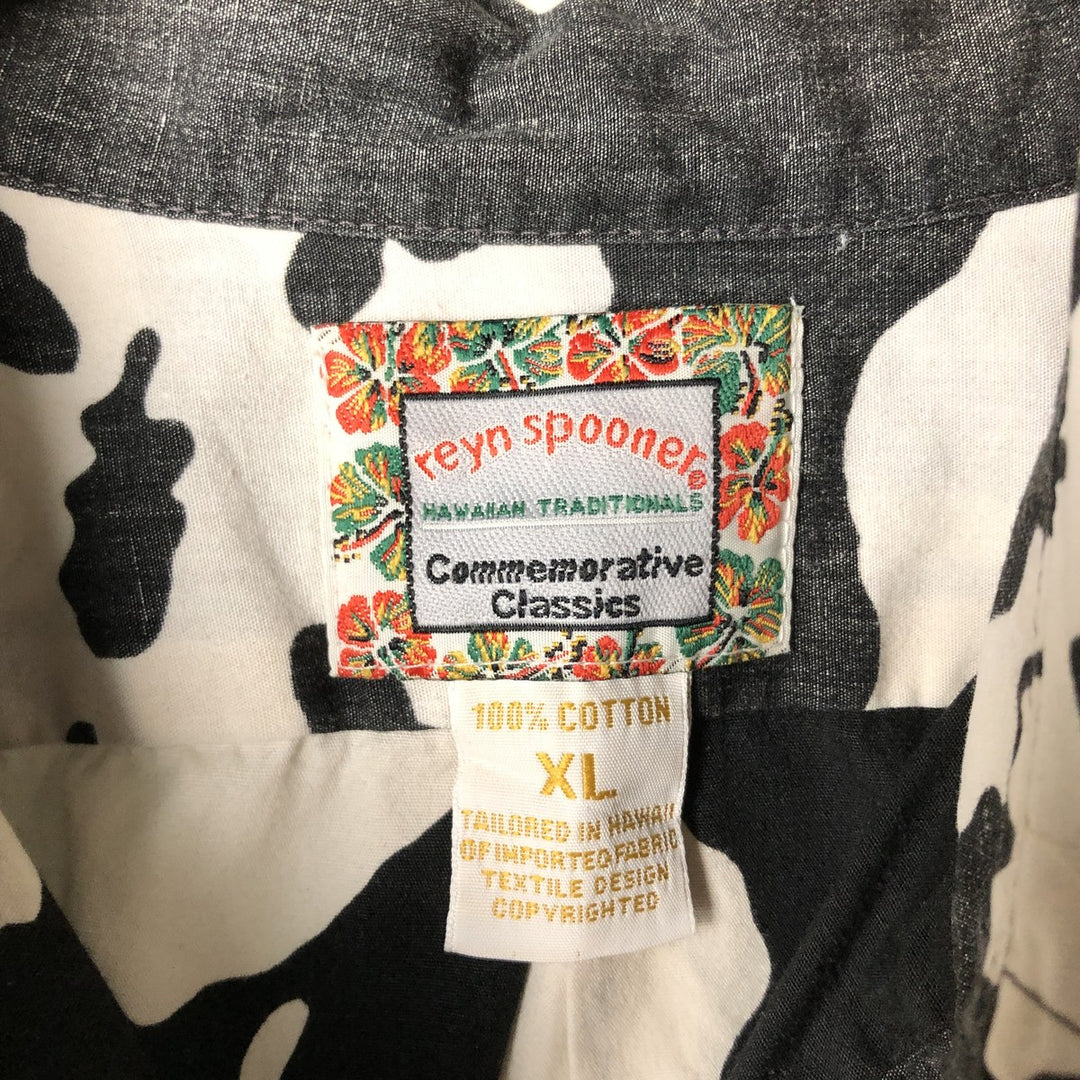 reyn spooner®
HAWAIIAN TRADITIONALS
Commemorative
Classics
100% COTTON
XL
TAILORED IN HAWAII
OF IMPORTED FABRIC
TEXTILE DESIGN
COPYRIGHTED